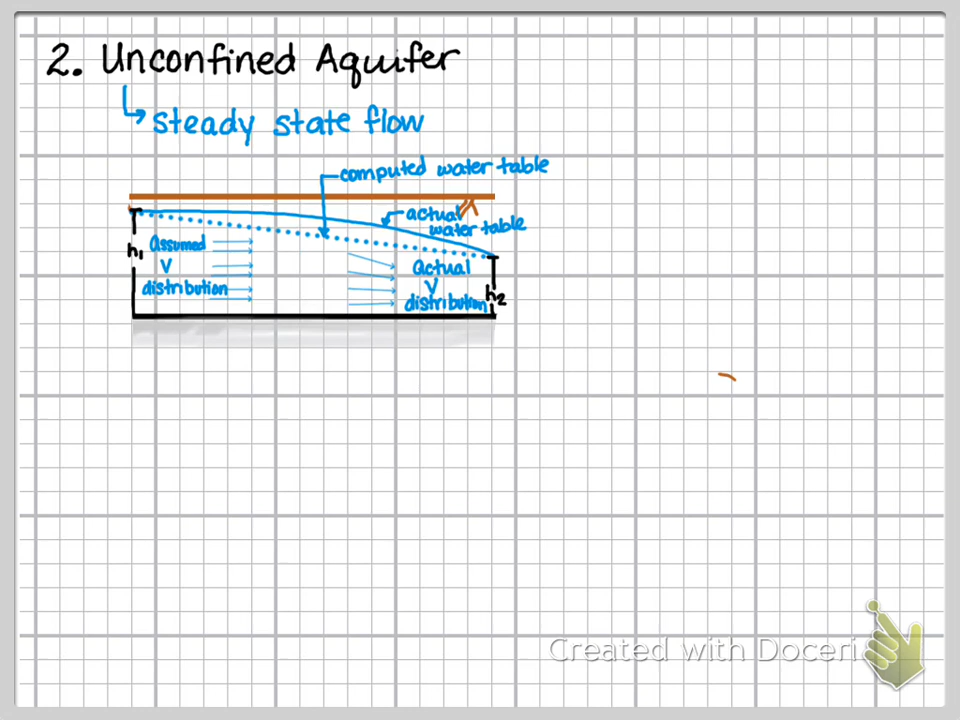 2. Unconfined Aquifer
steady state flow
computed water table
actual
water table
h1
Assumed
V
distribution
Actual
V
distribution
h2
Created with Doceri